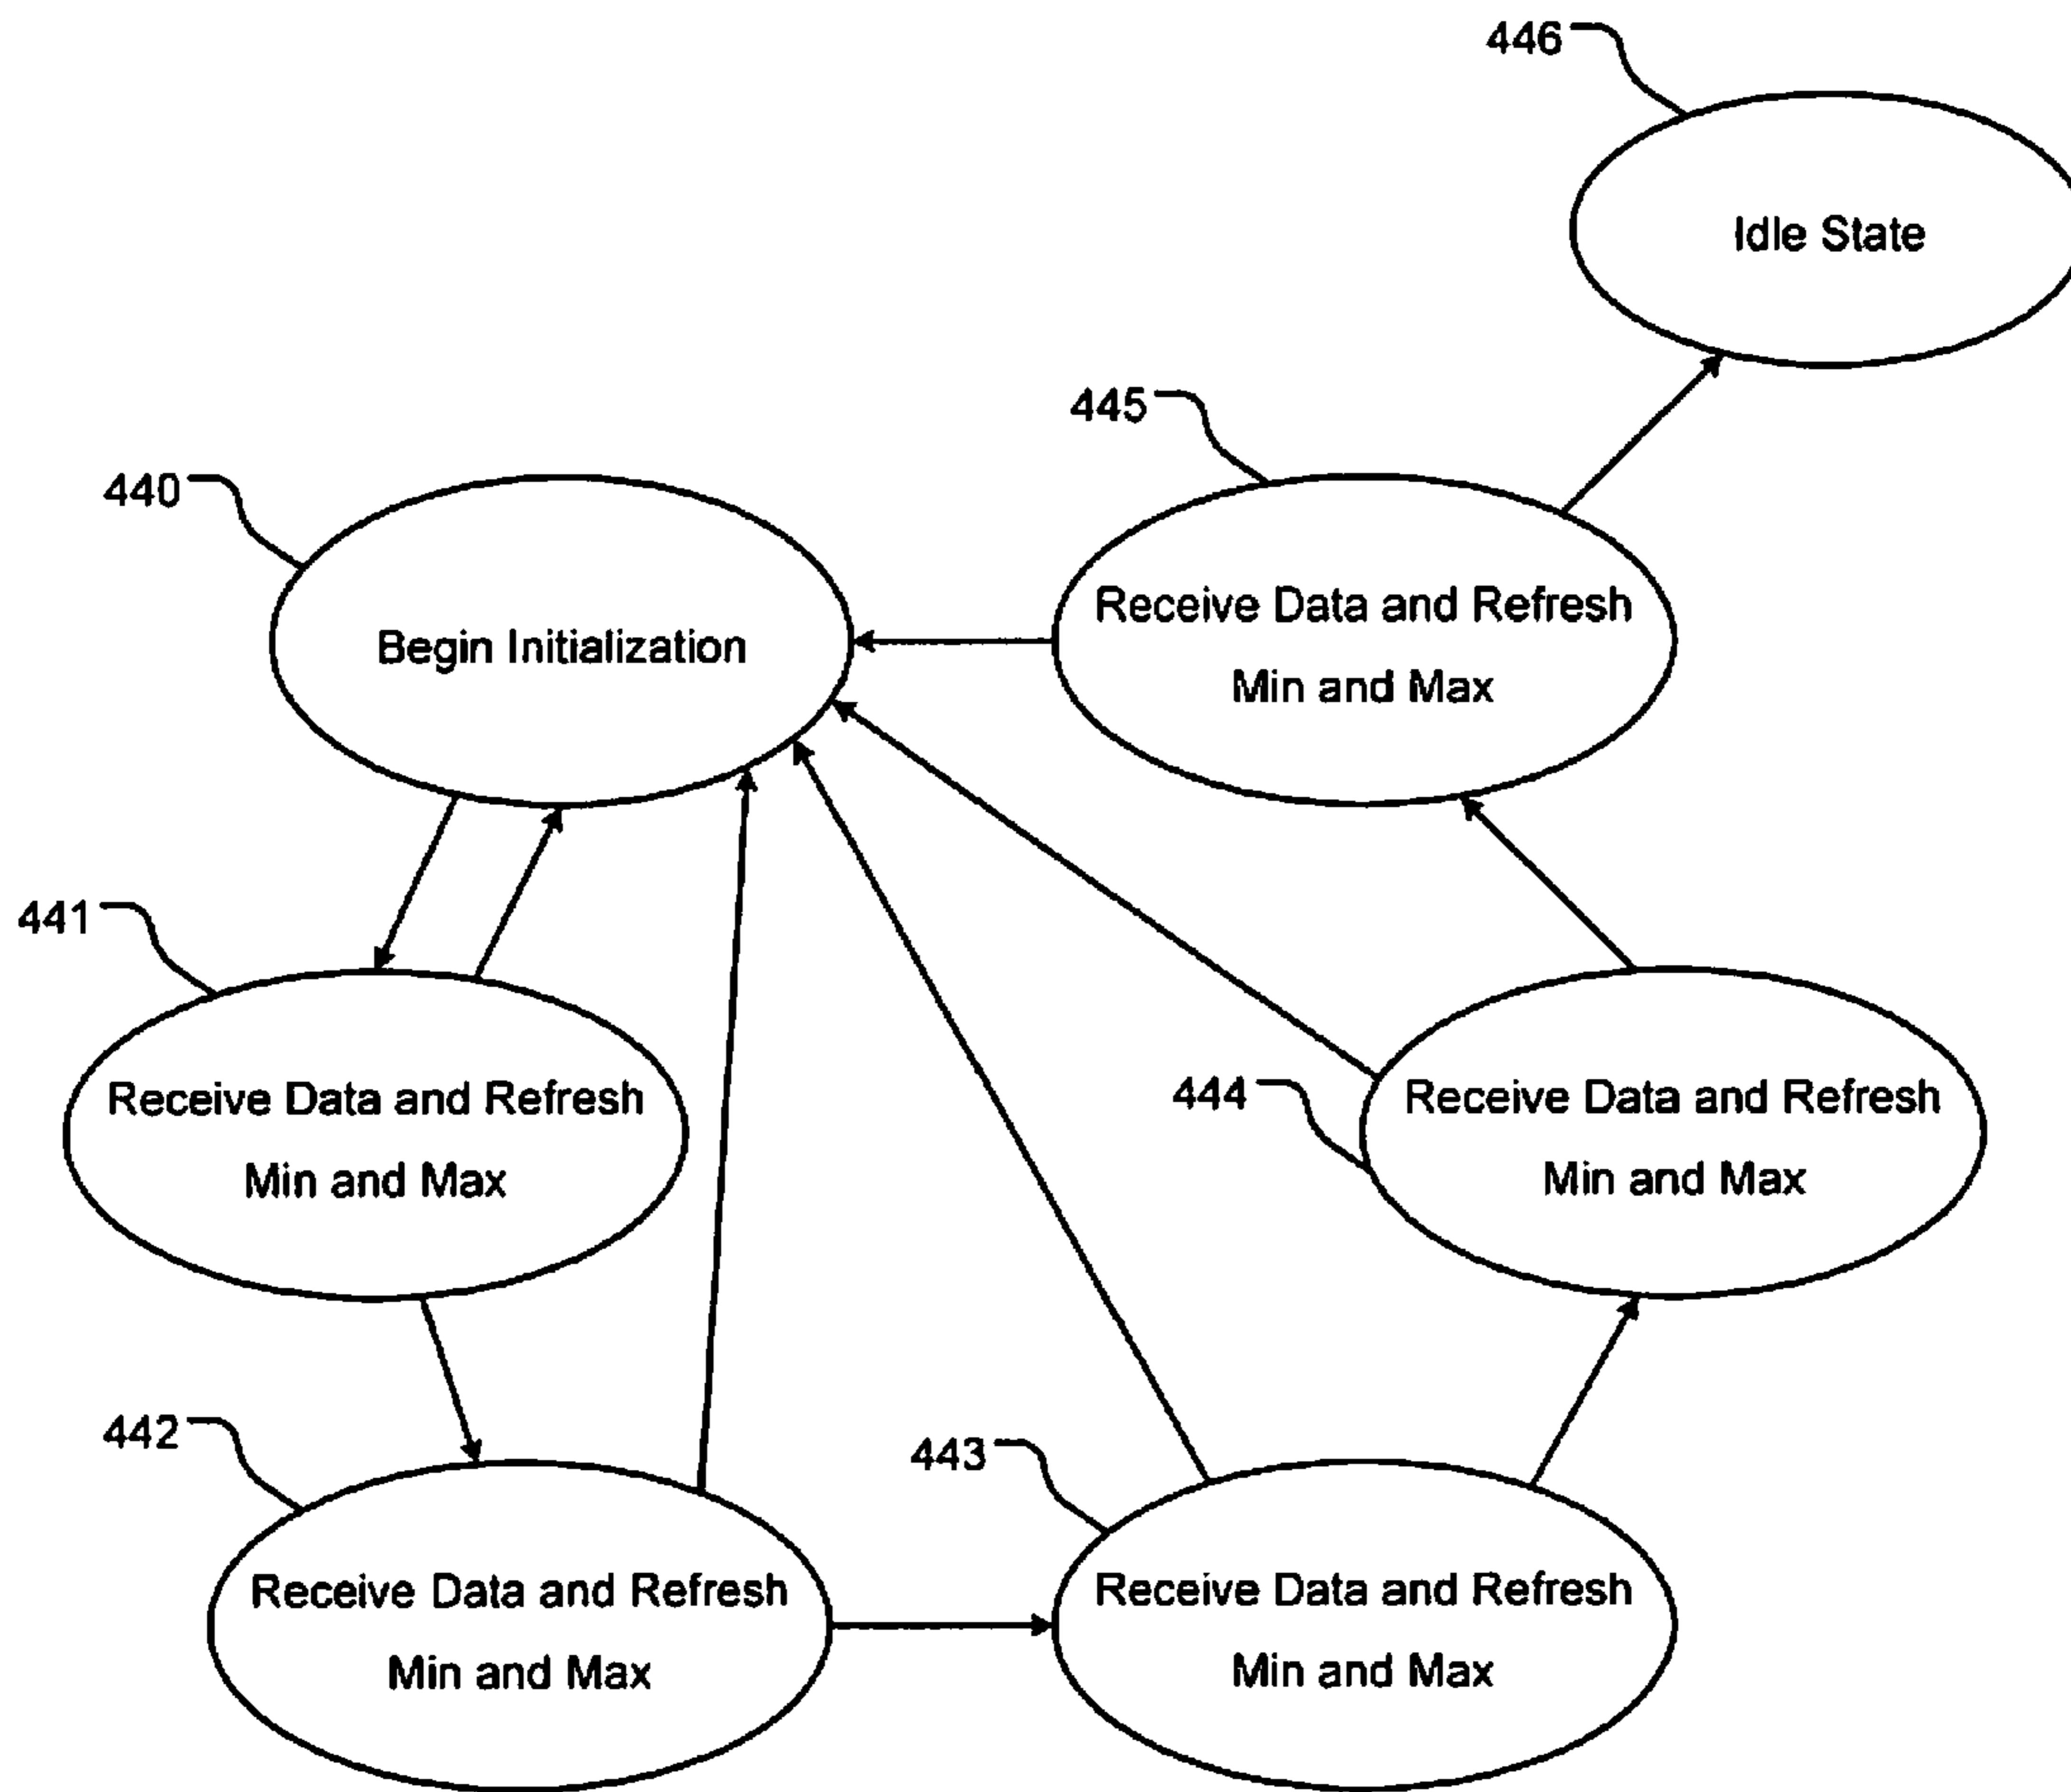 446
Idle State
445
Receive Data and Refresh
Min and Max
440
Begin Initialization
441
Receive Data and Refresh
Min and Max
444
Receive Data and Refresh
Min and Max
442
Receive Data and Refresh
Min and Max
443
Receive Data and Refresh
Min and Max